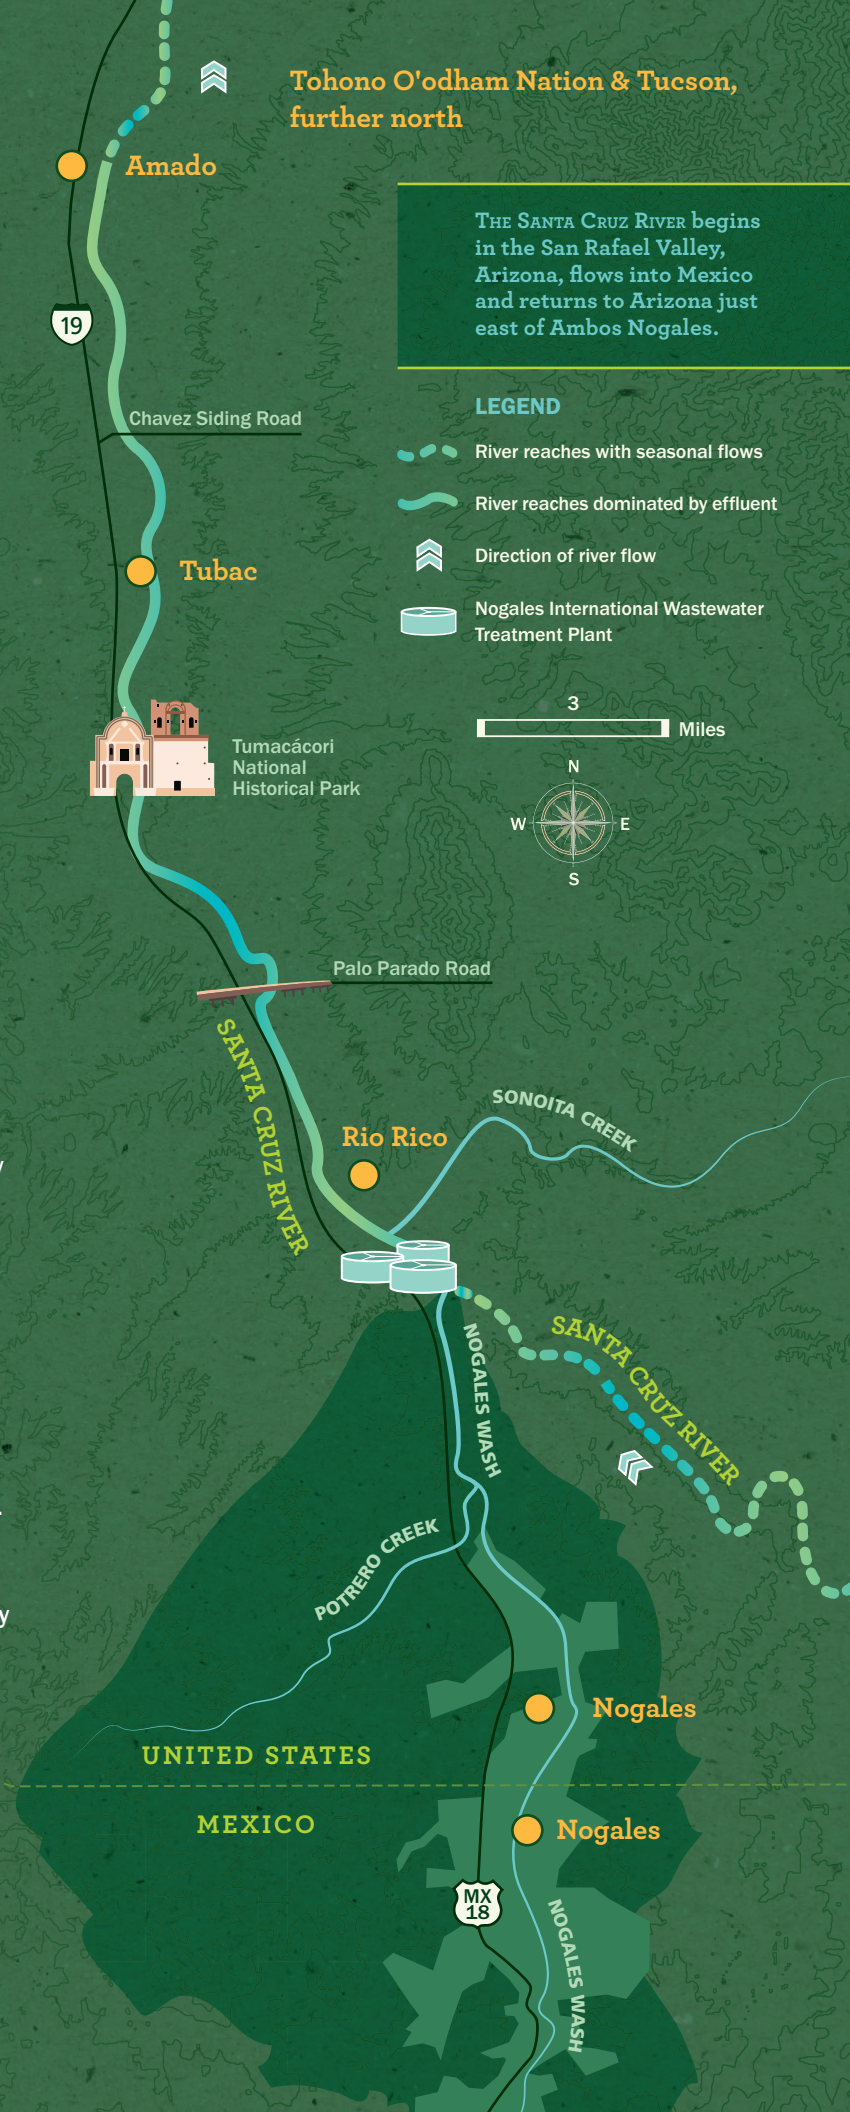 Tohono O'odham Nation & Tucson,
further north
Amado
The Santa Cruz River begins
in the San Rafael Valley,
Arizona, flows into Mexico
and returns to Arizona just
east of Ambos Nogales.
19
LEGEND
Chavez Siding Road
River reaches with seasonal flows
River reaches dominated by effluent
Direction of river flow
Tubac
Nogales International Wastewater
Treatment Plant
3
Miles
Tumacácori
National
Historical Park
N
W
E
S
Palo Parado Road
SANTA CRUZ RIVER
SONOITA CREEK
Rio Rico
y
SANTA CRUZ RIVER
NOGALES WASH
.
POTRERO CREEK
y
Nogales
UNITED STATES
MEXICO
Nogales
MX
18
NOGALES WASH